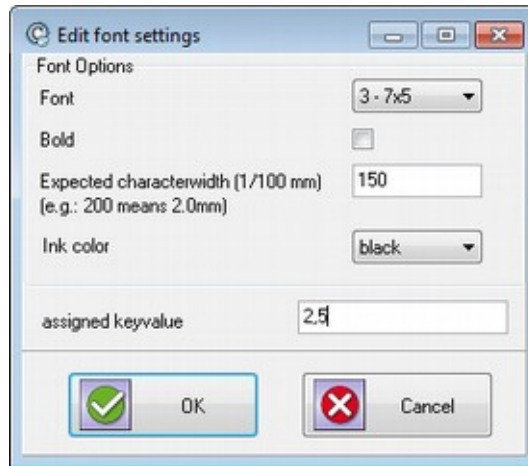 Edit font settings
Font Options
Font 3 - 7x5
Bold
Expected characterwidth (1/100 mm) 150
(e.g.: 200 means 2.0mm)
Ink color black
assigned keyvalue 2,5
OK Cancel